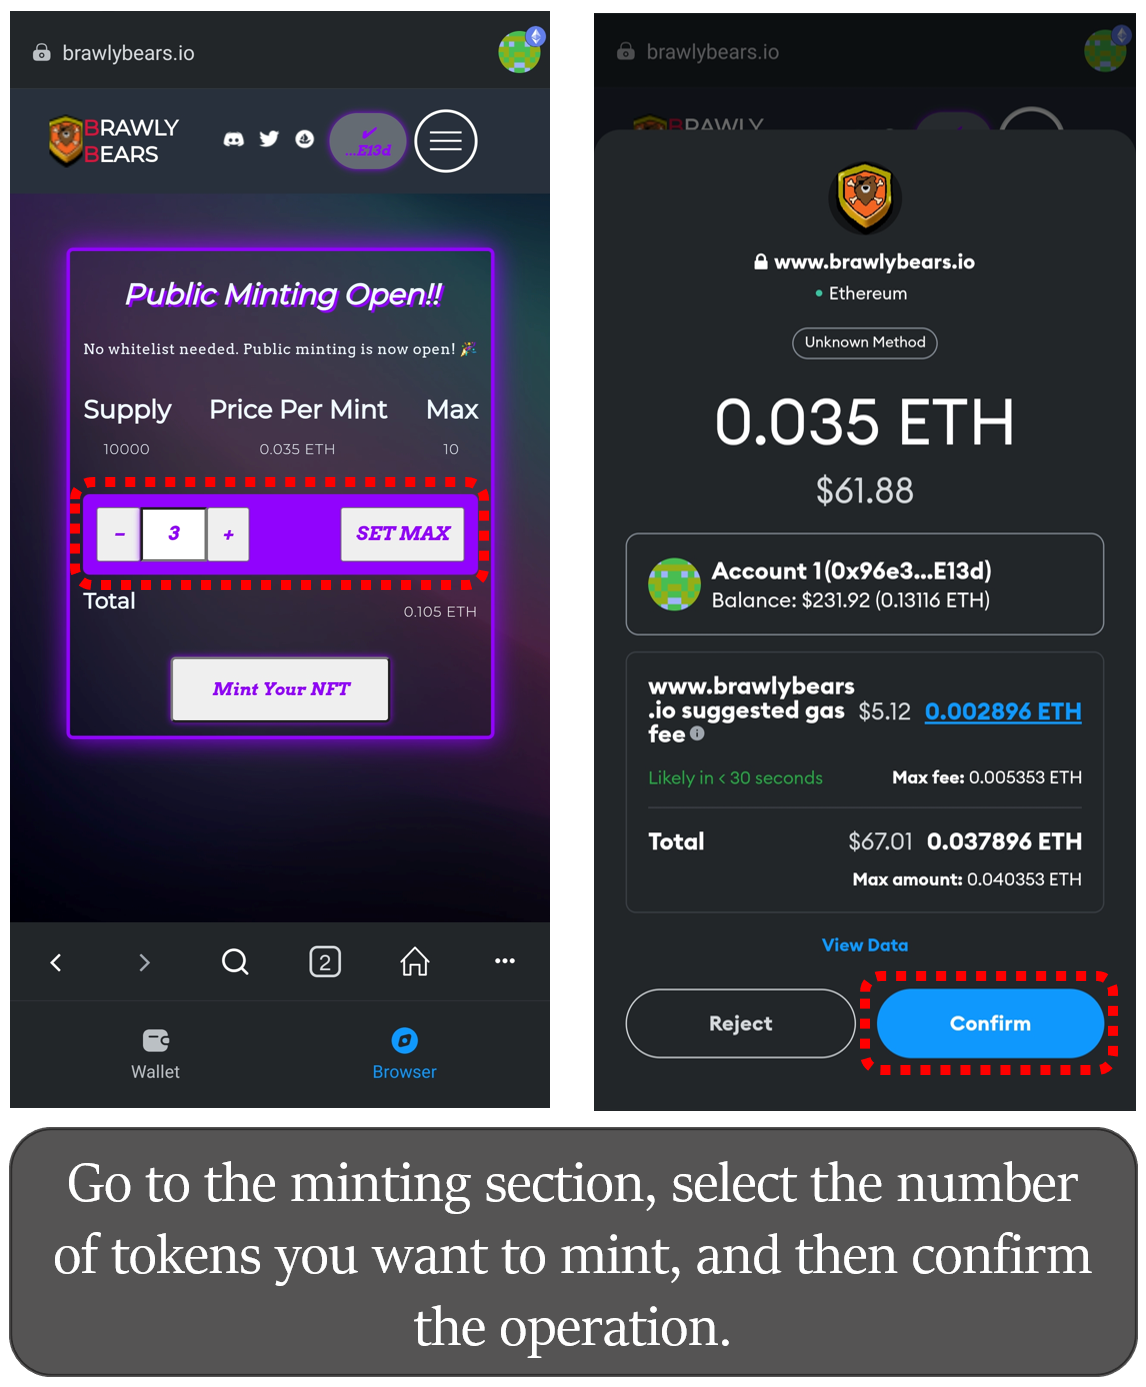 brawlybears.io
BRAWLY
BEARS
✔
...E13d
Public Minting Open!!
No whitelist needed. Public minting is now open! 🎉
Supply Price Per Mint Max
10000 0.035 ETH 10
- 3 + SET MAX
Total
0.105 ETH
Mint Your NFT
2
Wallet Browser
brawlybears.io
BRAWLY
www.brawlybears.io
Ethereum
Unknown Method
0.035 ETH
$61.88
Account 1(0x96e3...E13d)
Balance: $231.92 (0.13116 ETH)
www.brawlybears
.io suggested gas $5.12 0.002896 ETH
fee
Likely in < 30 seconds Max fee: 0.005353 ETH
Total $67.01 0.037896 ETH
Max amount: 0.040353 ETH
View Data
Reject Confirm
Go to the minting section, select the number
of tokens you want to mint, and then confirm
the operation.